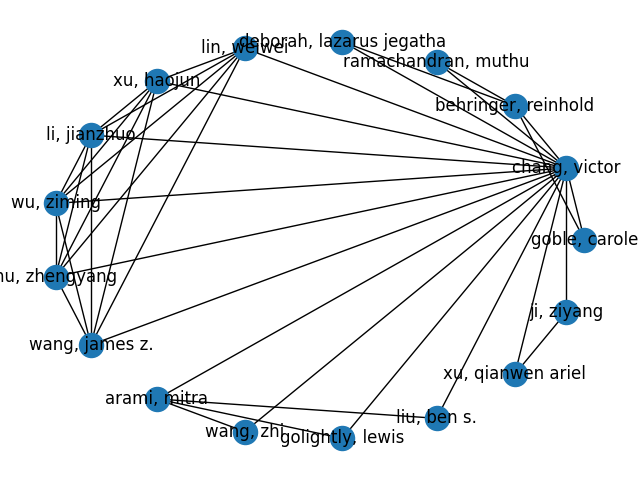 deborah, lazarus jegatha
lin, weiwei
ramachandran, muthu
xu, haojun
behringer, reinhold
li, jianzhuo
chang, victor
wu, ziming
goble, carole
hu, zhengyang
ji, ziyang
wang, james z.
xu, qianwen ariel
arami, mitra
liu, ben s.
wang, zhi
golightly, lewis